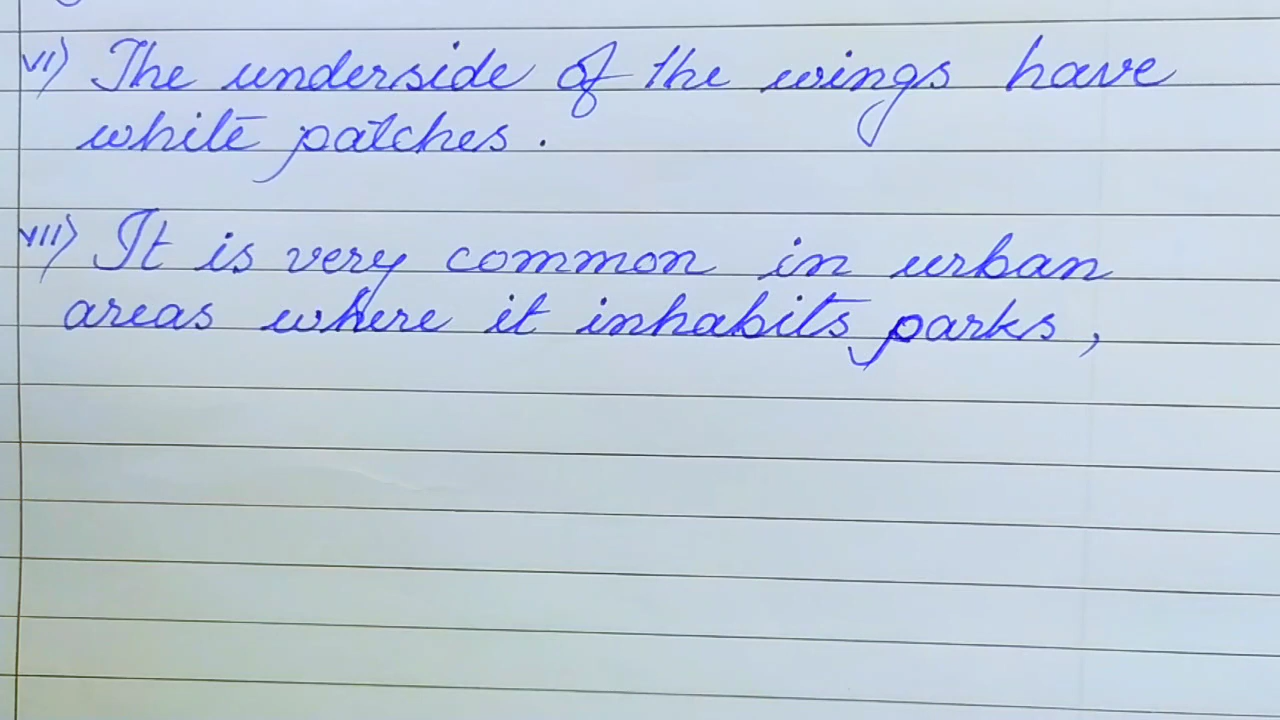 vi) The underside of the wings have
white patches.
vii) It is very common in urban
areas where it inhabits parks,